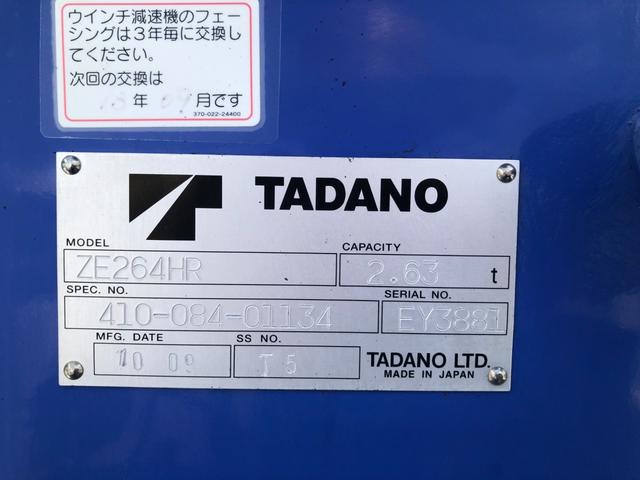 ウインチ減速機のフェー
シングは3年毎に交換し
てください。
次回の交換は
年 月です
370-022-24400
TADANO
MODEL
ZE264HR
CAPACITY
2.63 t
SPEC. NO.
410-084-01134
SERIAL NO.
EY3881
MFG. DATE
10 09
SS NO.
T5
TADANO LTD.
MADE IN JAPAN